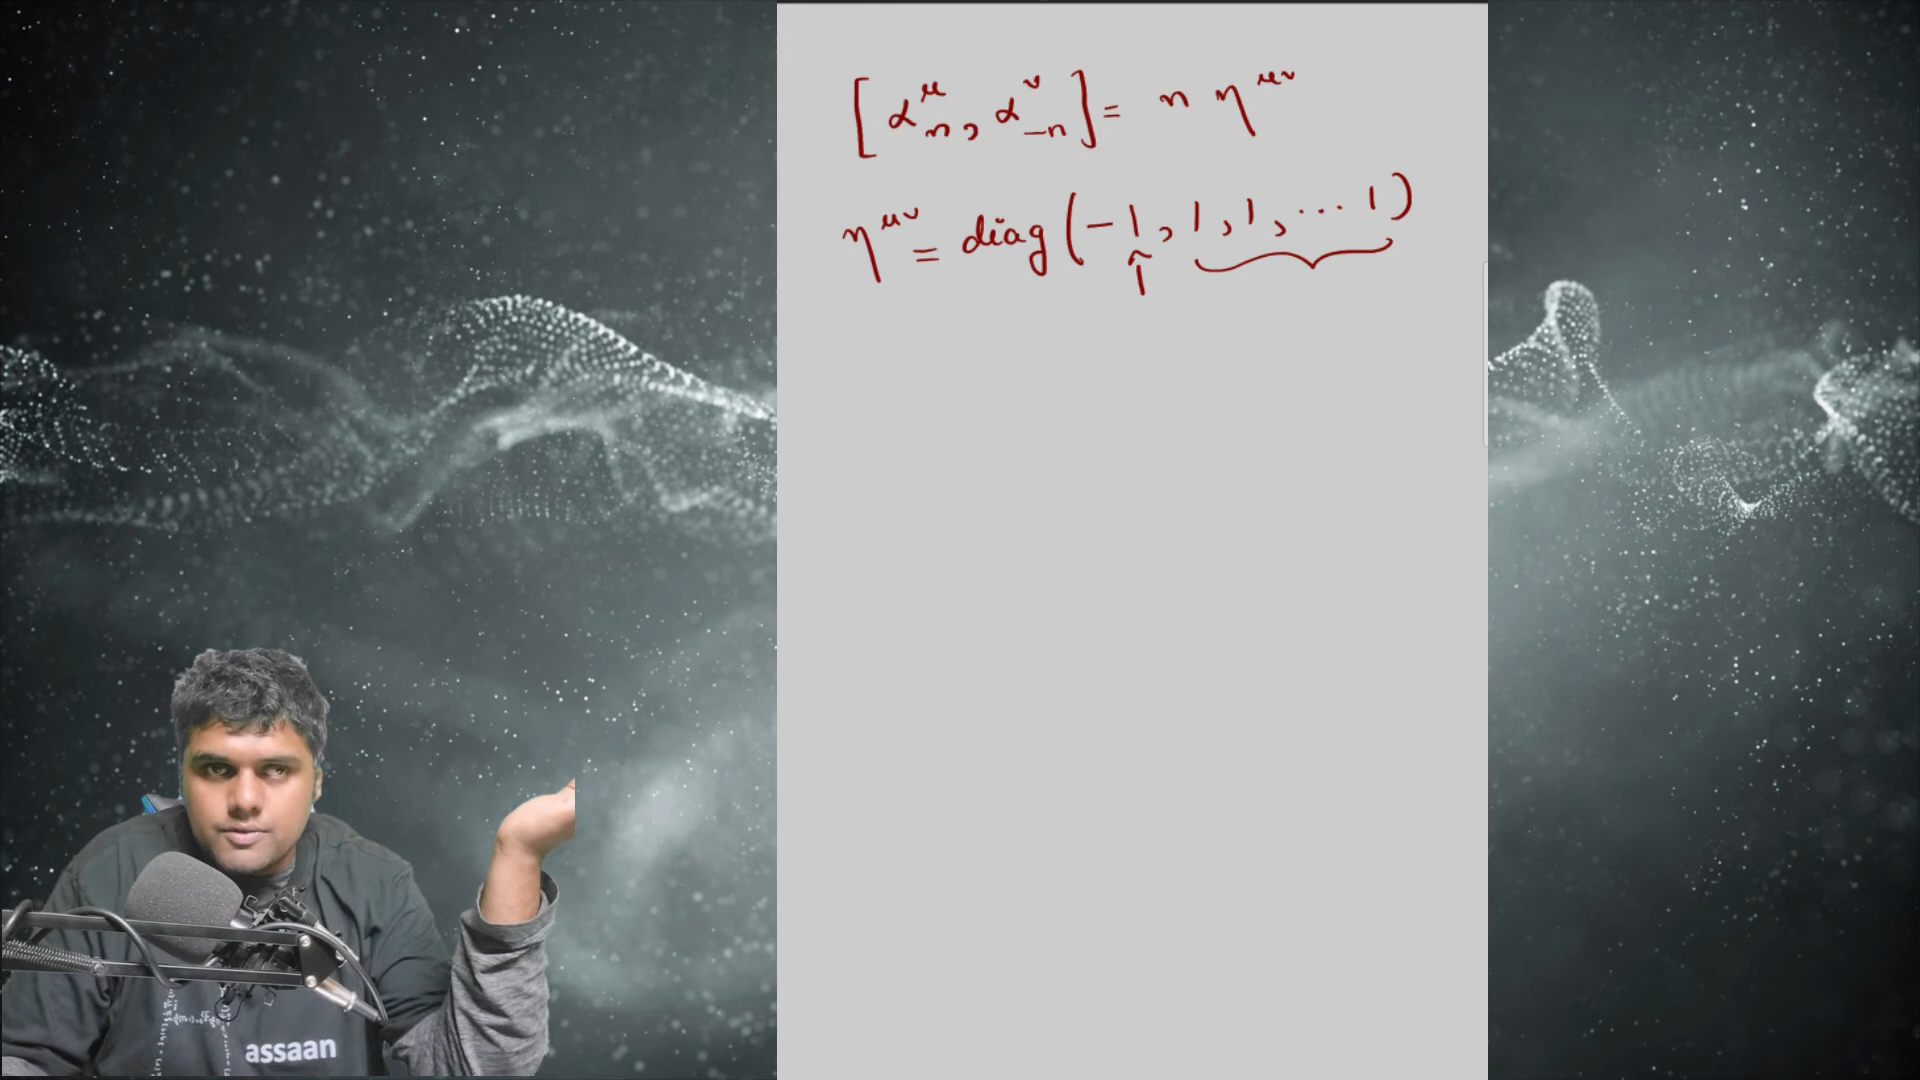 [α^μ_n, α^ν_{-n}] = n η^{μν}
η^{μν} = diag(-1, 1, 1, ... 1)
assaan